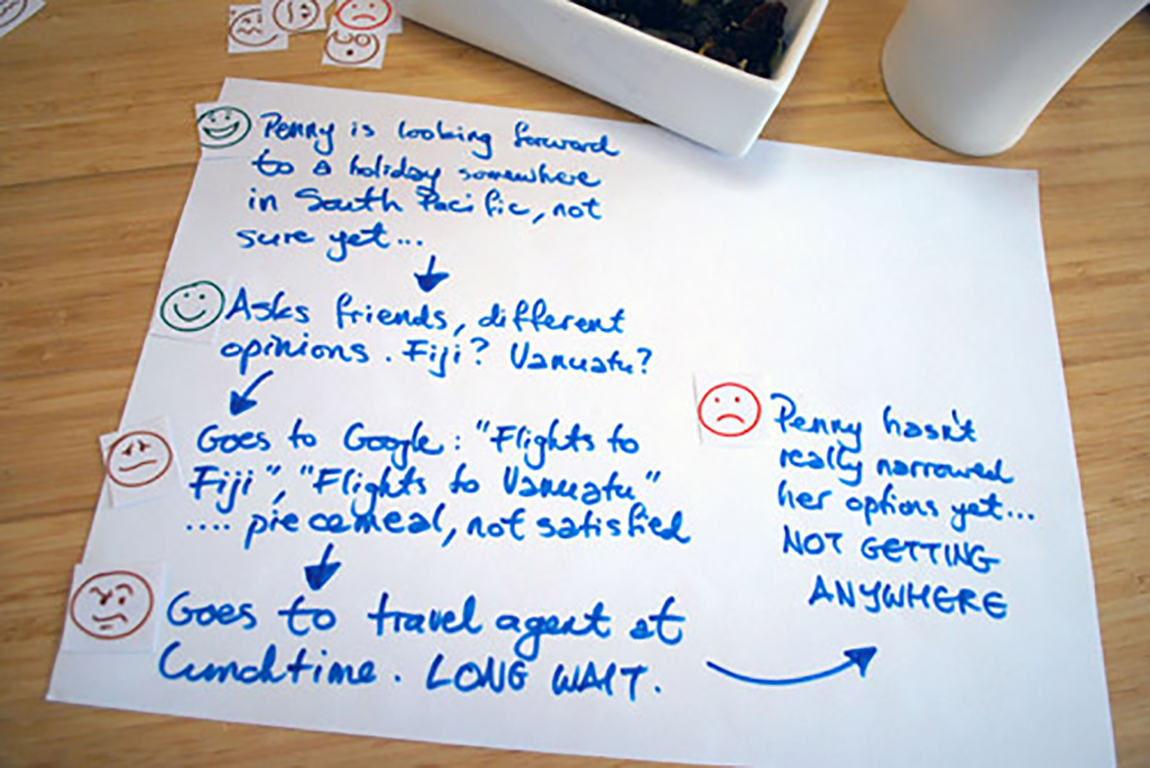 Penny is looking forward
to a holiday somewhere
in South Pacific, not
sure yet...
Asks friends, different
opinions. Fiji? Vanuatu?
Goes to Google: "Flights to
Fiji", "Flights to Vanuatu"
.... piecemeal, not satisfied
Goes to travel agent at
Lunchtime. LONG WAIT.
Penny hasn't
really narrowed
her options yet...
NOT GETTING
ANYWHERE